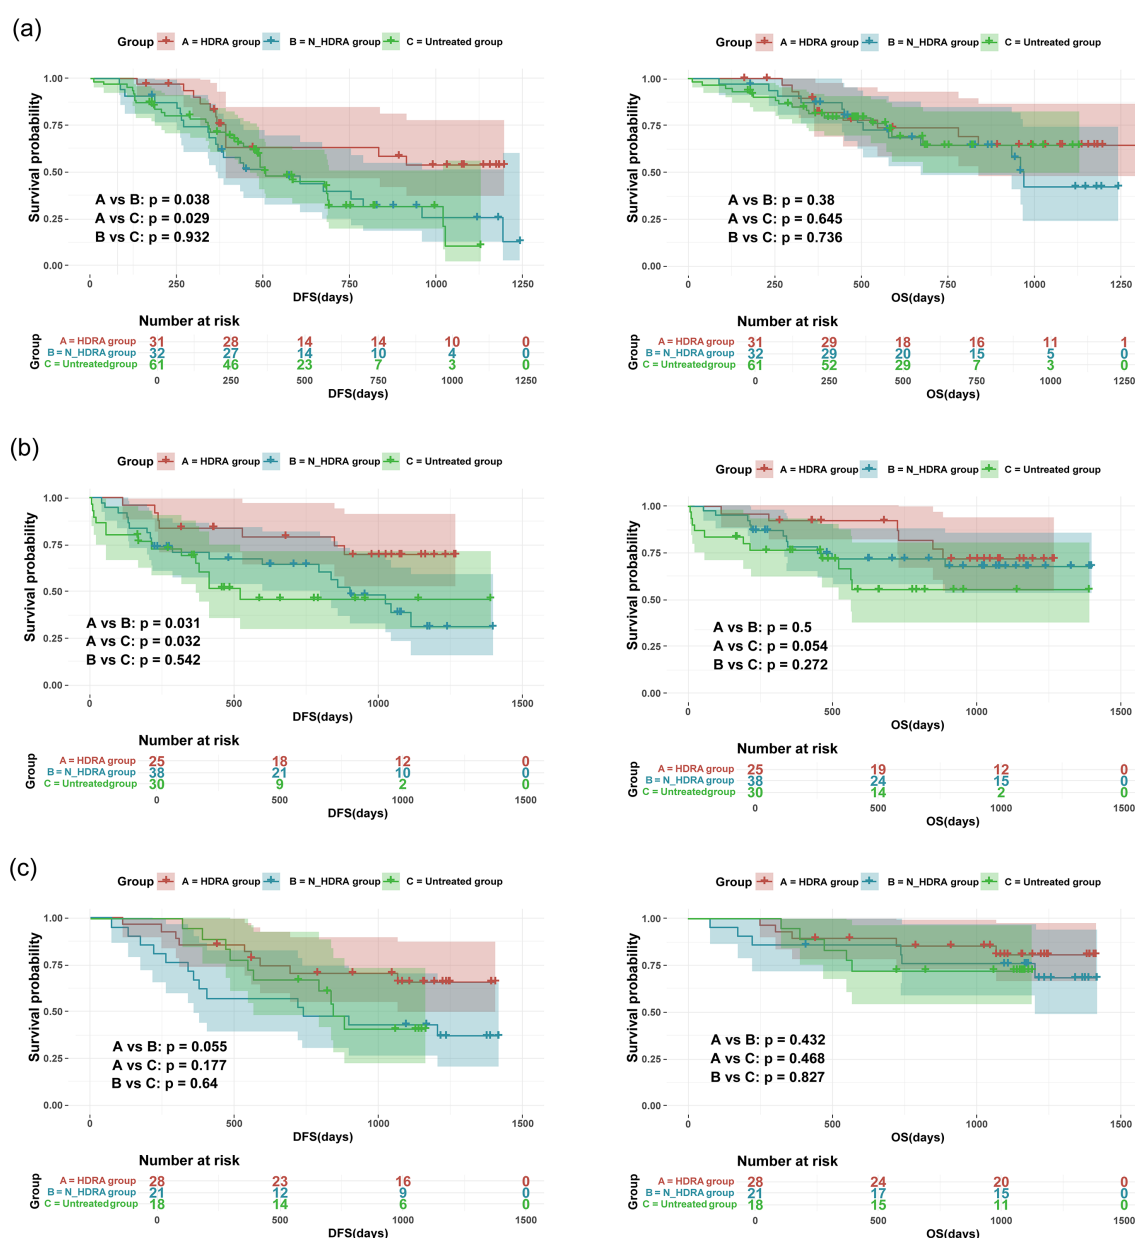 (a)
Group A = HDRA group B = N_HDRA group C = Untreated group
Survival probability
1.00
0.75
0.50
0.25
0.00
A vs B: p = 0.038
A vs C: p = 0.029
B vs C: p = 0.932
0 250 500 750 1000 1250
DFS(days)
Number at risk
Group
A = HDRA group 31 28 14 14 10 0
B = N_HDRA group 32 27 14 10 4 0
C = Untreated group 61 46 23 7 3 0
0 250 500 750 1000 1250
DFS(days)
Group A = HDRA group B = N_HDRA group C = Untreated group
Survival probability
1.00
0.75
0.50
0.25
0.00
A vs B: p = 0.38
A vs C: p = 0.645
B vs C: p = 0.736
0 250 500 750 1000 1250
OS(days)
Number at risk
Group
A = HDRA group 31 29 18 16 11 1
B = N_HDRA group 32 29 20 15 5 0
C = Untreated group 61 52 29 7 3 0
0 250 500 750 1000 1250
OS(days)
(b)
Group A = HDRA group B = N_HDRA group C = Untreated group
Survival probability
1.00
0.75
0.50
0.25
0.00
A vs B: p = 0.031
A vs C: p = 0.032
B vs C: p = 0.542
0 500 1000 1500
DFS(days)
Number at risk
Group
A = HDRA group 25 18 12 0
B = N_HDRA group 38 21 10 0
C = Untreated group 30 9 2 0
0 500 1000 1500
DFS(days)
Group A = HDRA group B = N_HDRA group C = Untreated group
Survival probability
1.00
0.75
0.50
0.25
0.00
A vs B: p = 0.5
A vs C: p = 0.054
B vs C: p = 0.272
0 500 1000 1500
OS(days)
Number at risk
Group
A = HDRA group 25 19 12 0
B = N_HDRA group 38 24 15 0
C = Untreated group 30 14 2 0
0 500 1000 1500
OS(days)
(c)
Group A = HDRA group B = N_HDRA group C = Untreated group
Survival probability
1.00
0.75
0.50
0.25
0.00
A vs B: p = 0.055
A vs C: p = 0.177
B vs C: p = 0.64
0 500 1000 1500
DFS(days)
Number at risk
Group
A = HDRA group 28 23 16 0
B = N_HDRA group 21 12 9 0
C = Untreated group 18 14 6 0
0 500 1000 1500
DFS(days)
Group A = HDRA group B = N_HDRA group C = Untreated group
Survival probability
1.00
0.75
0.50
0.25
0.00
A vs B: p = 0.432
A vs C: p = 0.468
B vs C: p = 0.827
0 500 1000 1500
OS(days)
Number at risk
Group
A = HDRA group 28 24 20 0
B = N_HDRA group 21 17 15 0
C = Untreated group 18 15 11 0
0 500 1000 1500
OS(days)